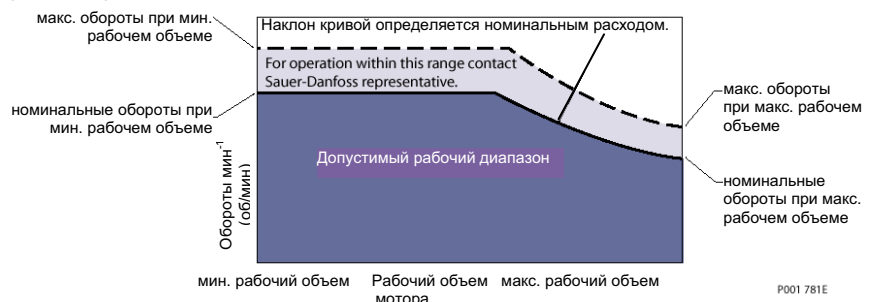 макс. обороты при мин.
рабочем объеме
Наклон кривой определяется номинальным расходом.
For operation within this range contact
Sauer-Danfoss representative.
номинальные обороты при
мин. рабочем объеме
макс. обороты
при макс. рабочем
объеме
Допустимый рабочий диапазон
номинальные
обороты при макс.
рабочем объеме
Обороты мин⁻¹
(об/мин)
мин. рабочий объем
Рабочий объем
мотора
макс. рабочий объем
P001 781E